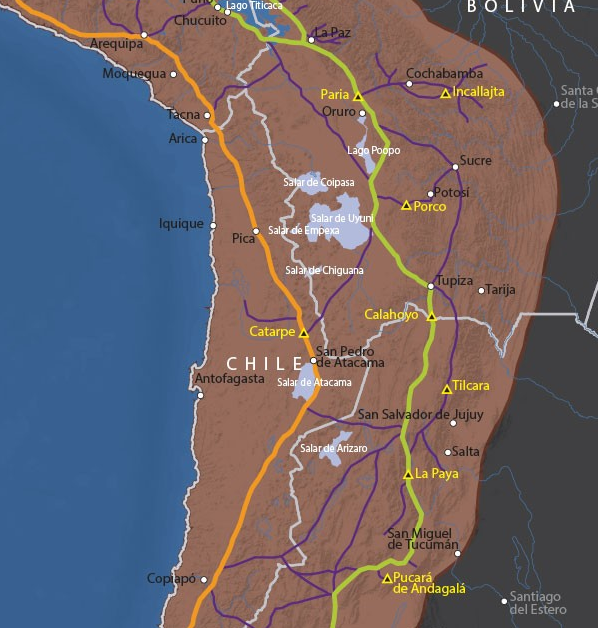 BOLIVIA
Lago Titicaca
Chucuito
La Paz
Arequipa
Moquegua
Cochabamba
Paria
Incallajta
Oruro
Tacna
Arica
Lago Poopo
Sucre
Salar de Coipasa
Potosí
Porco
Salar de Uyuni
Iquique
Salar de Empexa
Pica
Salar de Chiguana
Tupiza
Tarija
Calahoyo
Catarpe
San Pedro
de Atacama
CHILE
Antofagasta
Salar de Atacama
Tilcara
San Salvador de Jujuy
Salar de Arizaro
Salta
La Paya
San Miguel
de Tucumán
Copiapó
Pucará
de Andagalá
Santiago
del Estero